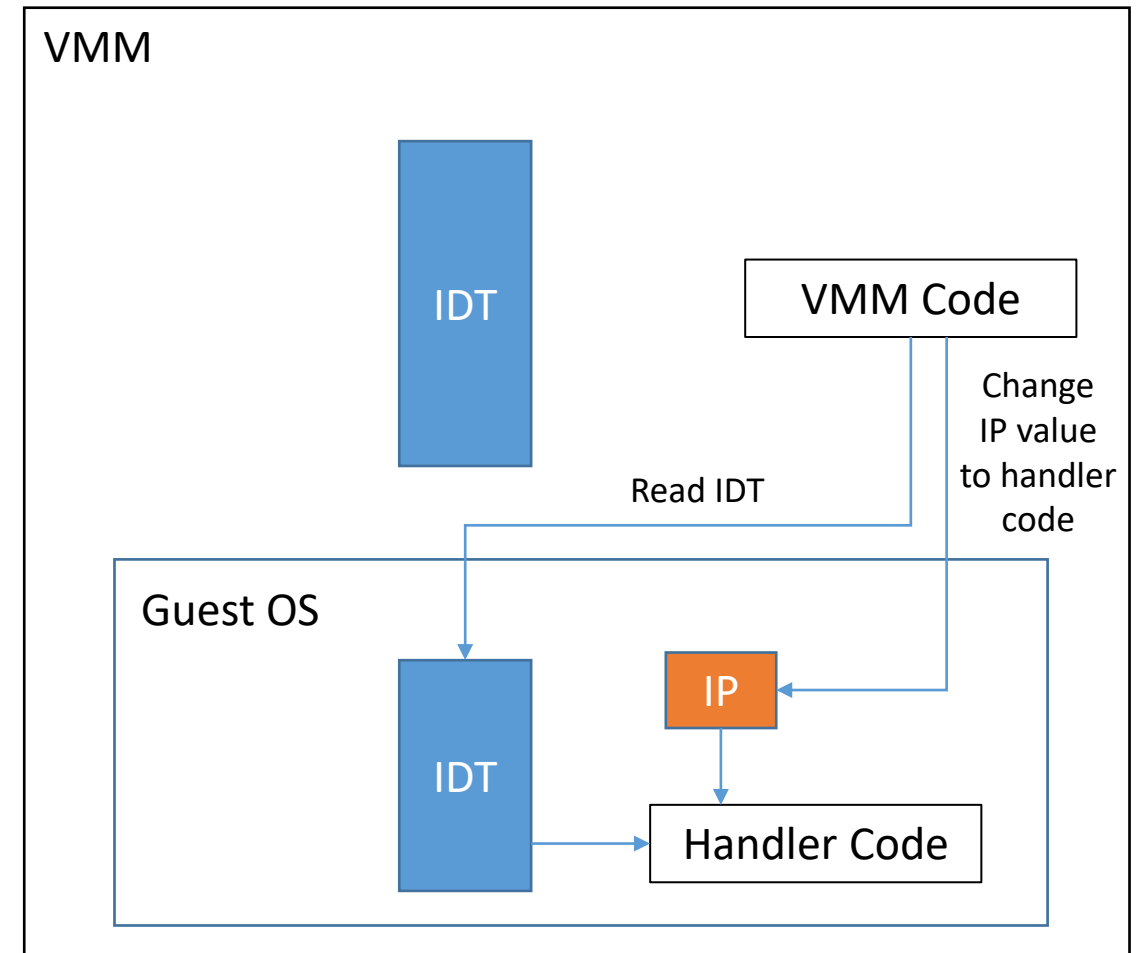 VMM
IDT
VMM Code
Change
IP value
to handler
code
Read IDT
Guest OS
IP
IDT
Handler Code